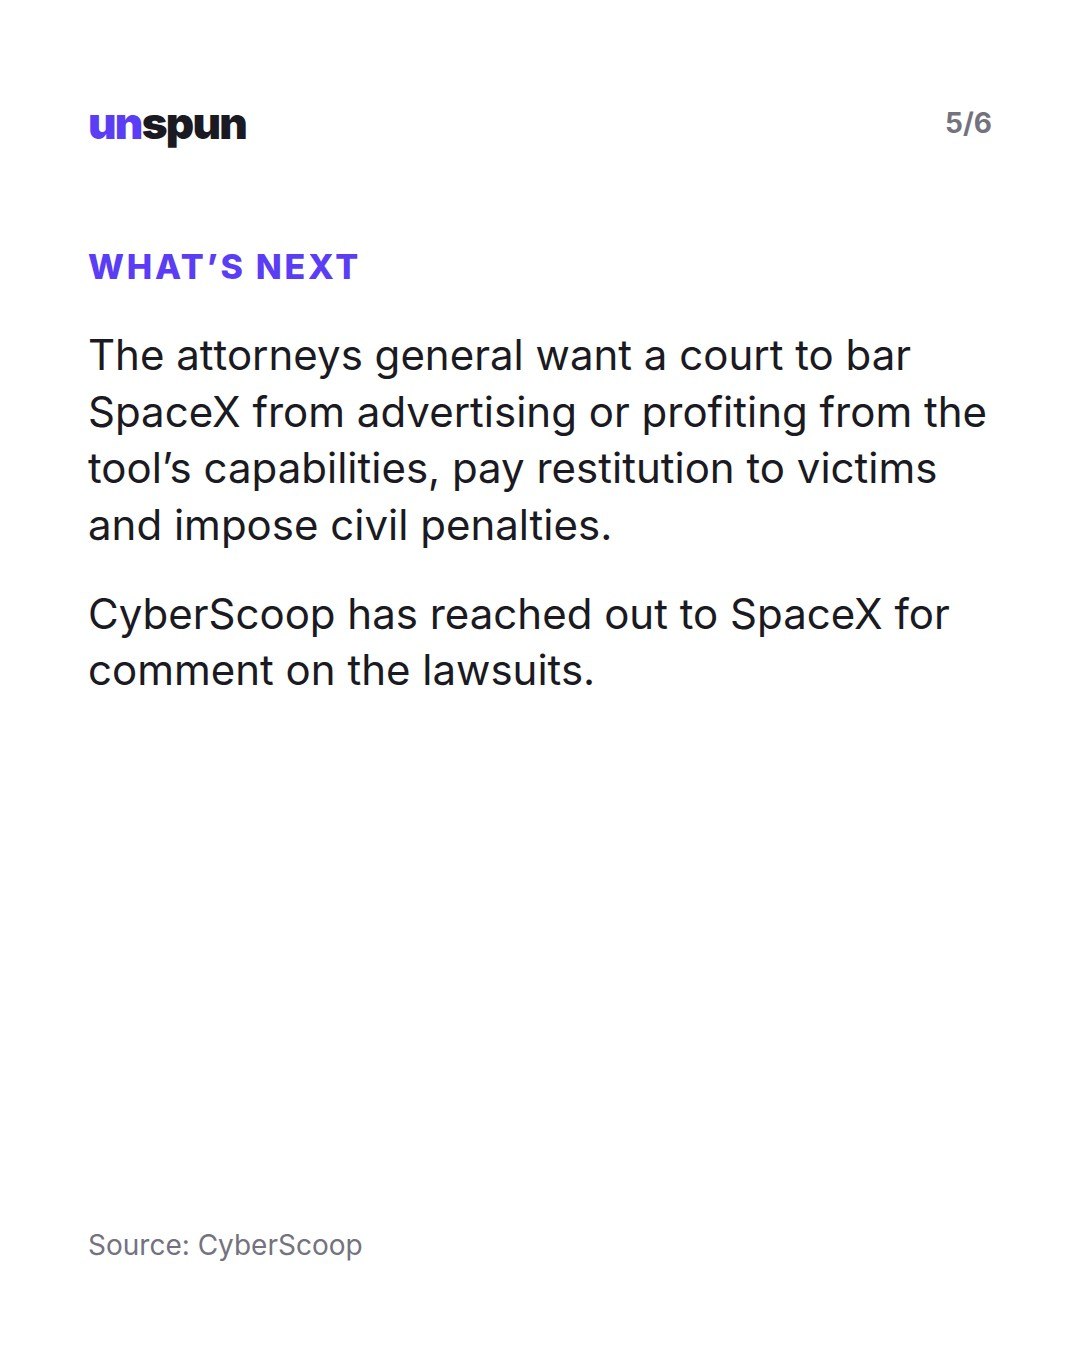 unspun
5/6
WHAT’S NEXT
The attorneys general want a court to bar
SpaceX from advertising or profiting from the
tool’s capabilities, pay restitution to victims
and impose civil penalties.
CyberScoop has reached out to SpaceX for
comment on the lawsuits.
Source: CyberScoop